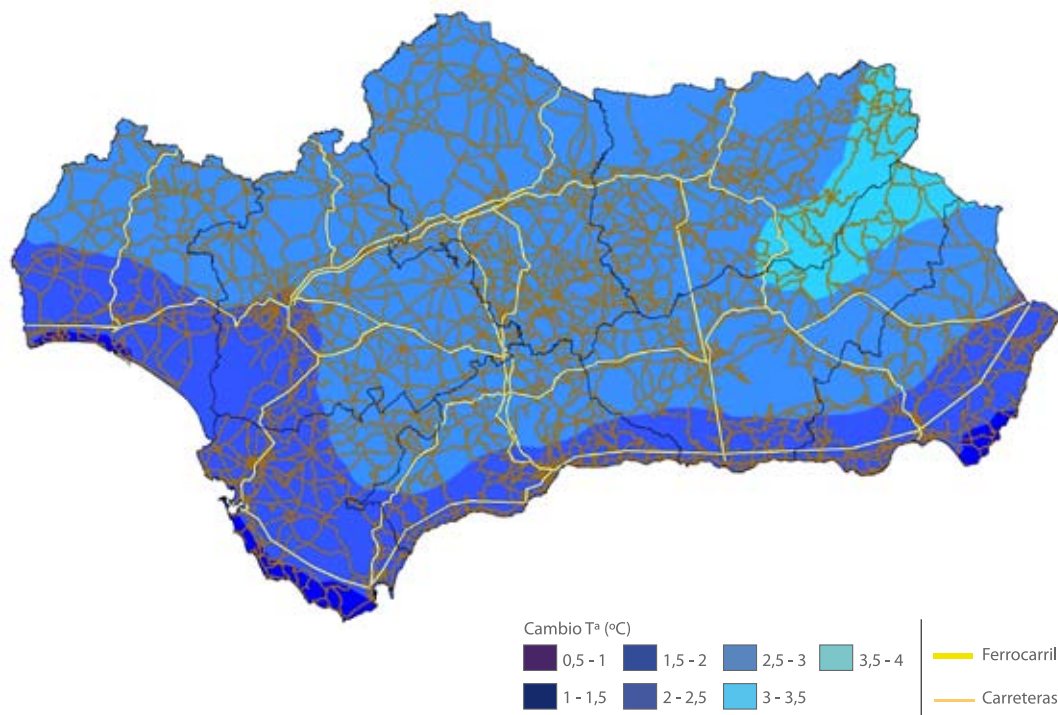 Cambio Tª (ºC)
0,5 - 1
1,5 - 2
2,5 - 3
3,5 - 4
1 - 1,5
2 - 2,5
3 - 3,5
Ferrocarril
Carreteras